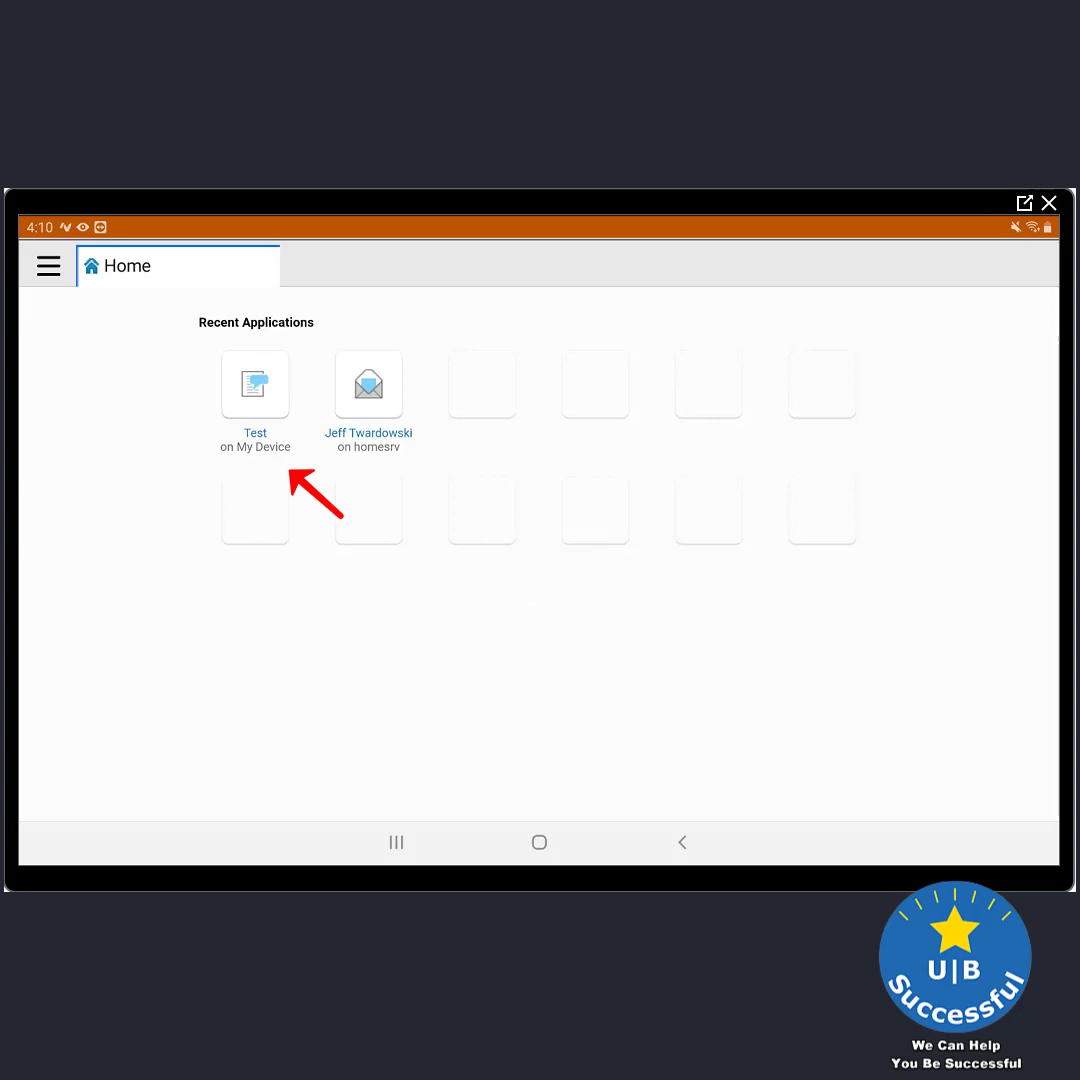 4:10
Home
Recent Applications
Test
on My Device
Jeff Twardowski
on homesrv
U|B
Successful
We Can Help
You Be Successful